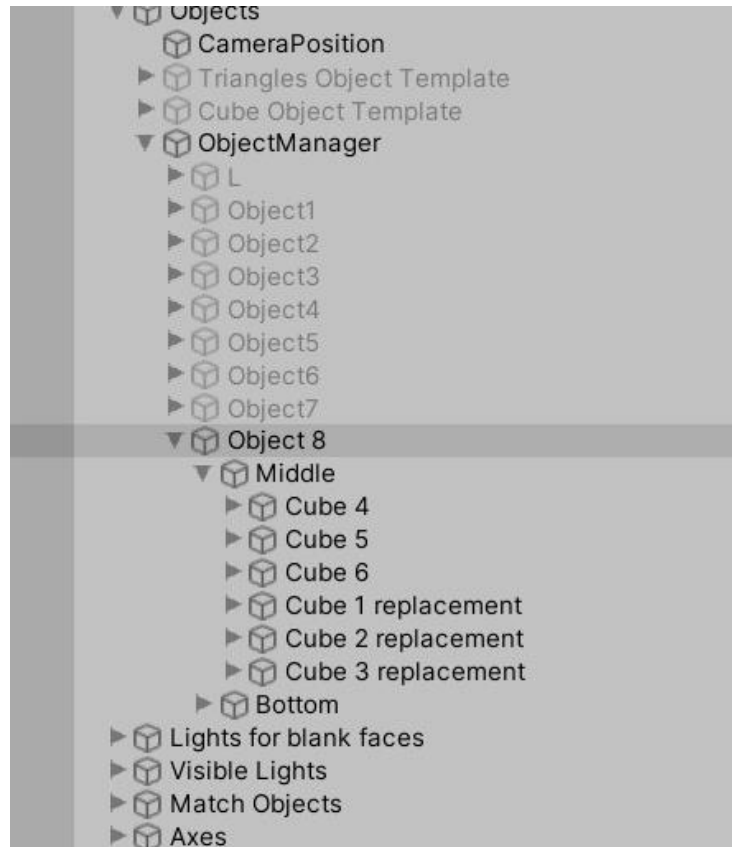 Objects
CameraPosition
Triangles Object Template
Cube Object Template
ObjectManager
L
Object1
Object2
Object3
Object4
Object5
Object6
Object7
Object 8
Middle
Cube 4
Cube 5
Cube 6
Cube 1 replacement
Cube 2 replacement
Cube 3 replacement
Bottom
Lights for blank faces
Visible Lights
Match Objects
Axes